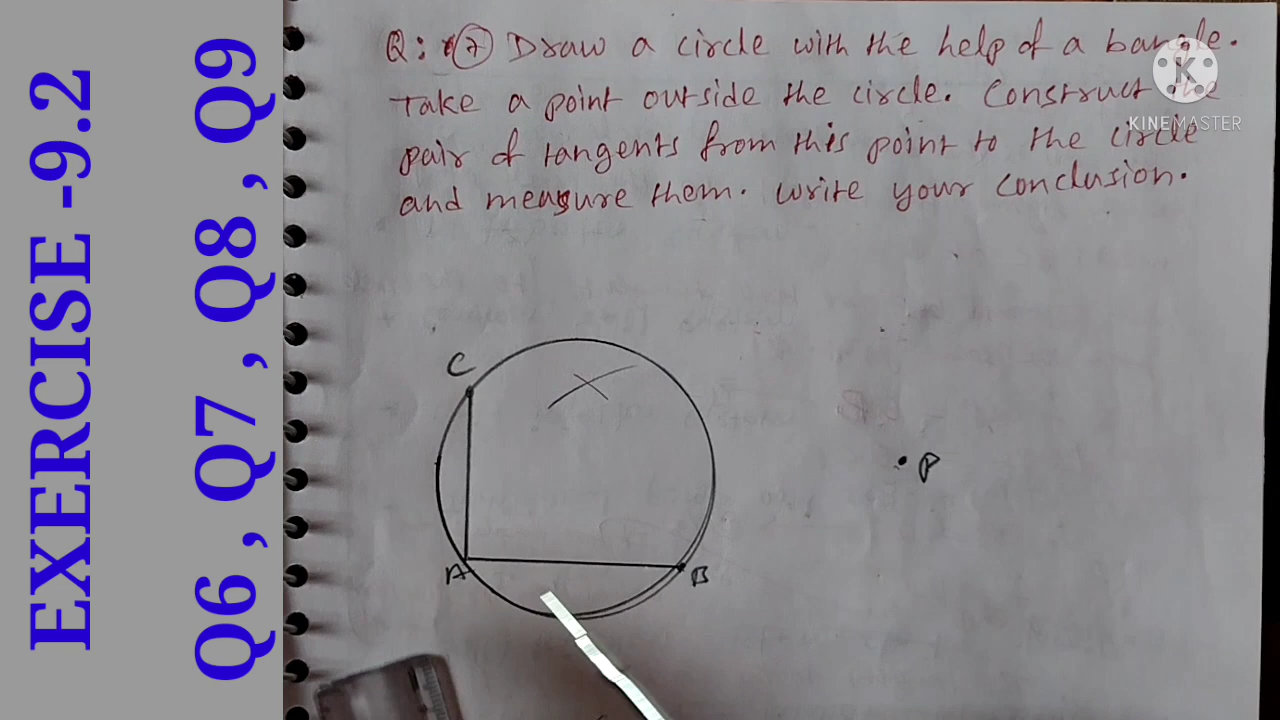 EXERCISE -9.2
Q6 , Q7 , Q8 , Q9
Q: (7) Draw a circle with the help of a bangle.
Take a point outside the circle. Construct the
pair of tangents from this point to the circle
and measure them. Write your conclusion.
KINEMASTER
K
C
P
A
B